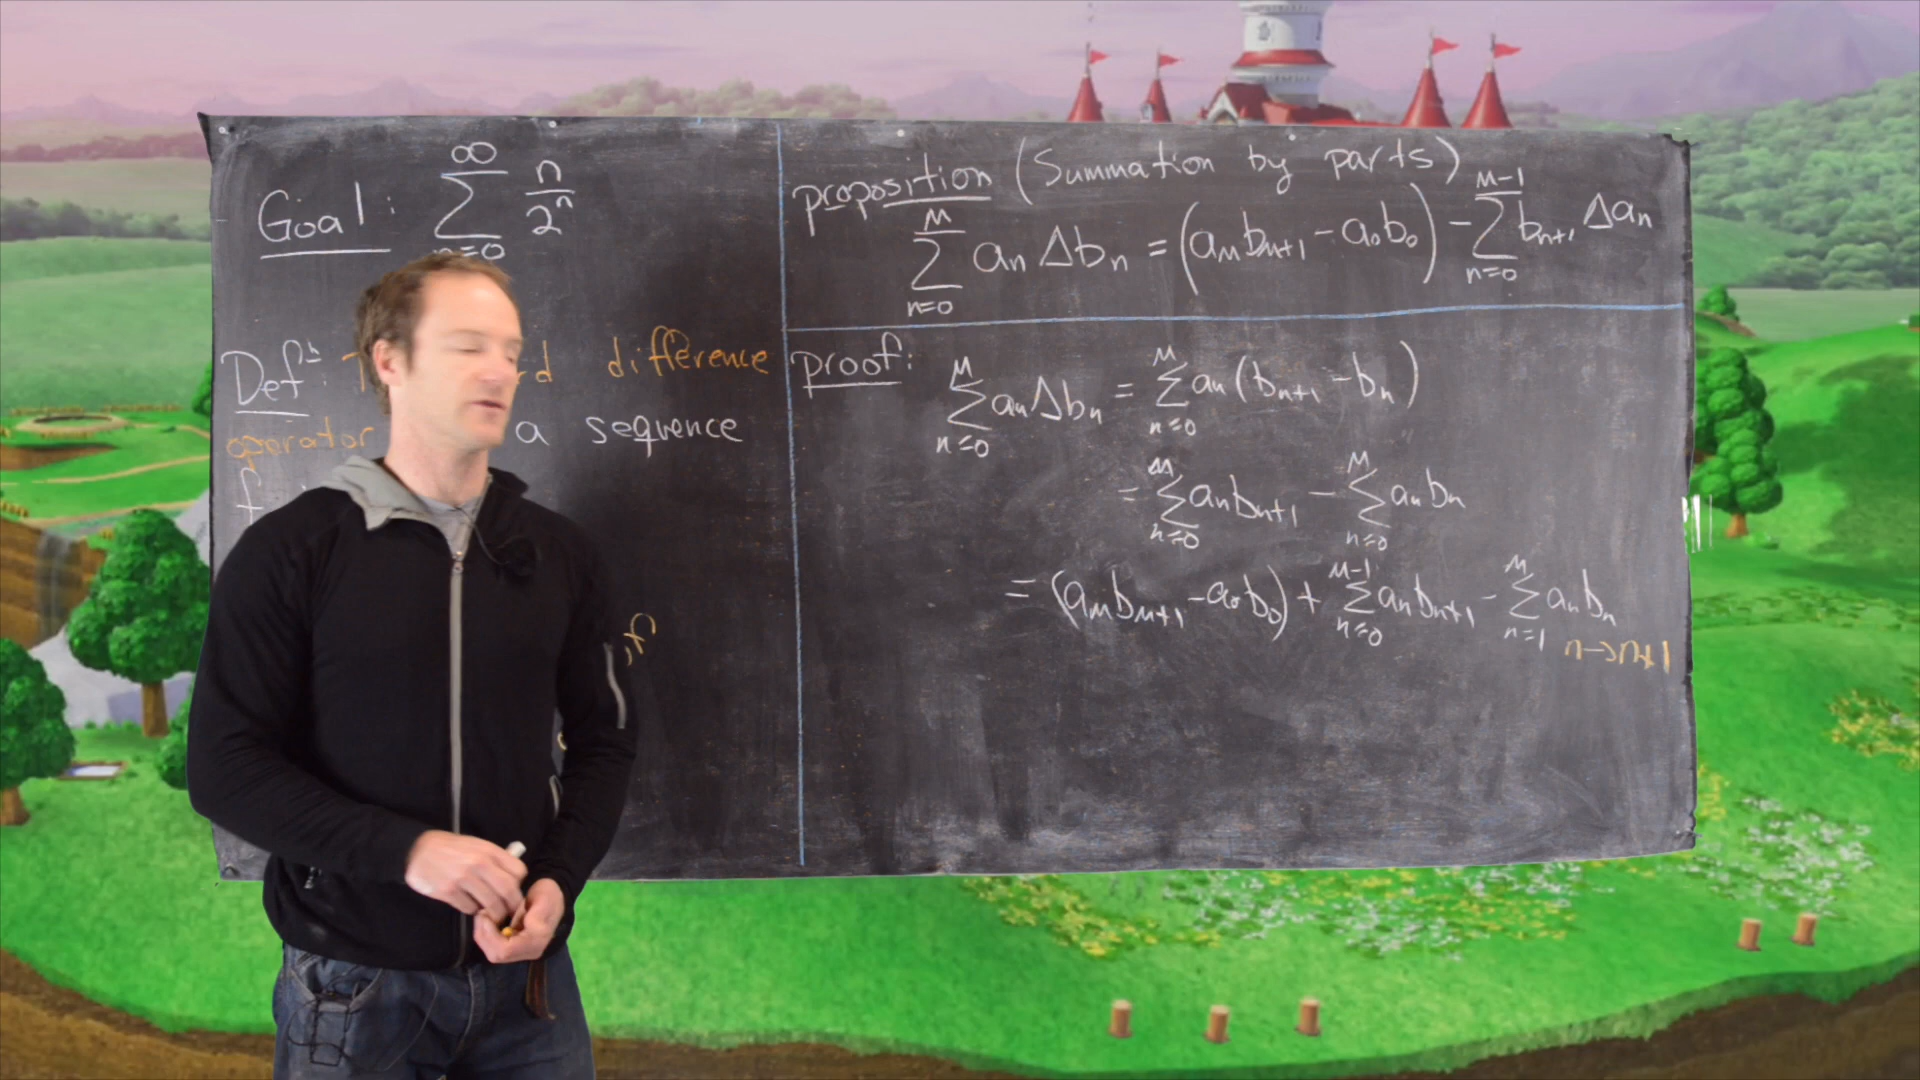 Goal: ∑_{n=0}^{∞} n/2^n
Def^n: difference
operator a sequence
proposition (Summation by parts)
∑_{n=0}^{M} a_n Δb_n = (a_M b_{M+1} - a_0 b_0) - ∑_{n=0}^{M-1} b_{n+1} Δa_n
proof: ∑_{n=0}^{M} a_n Δb_n = ∑_{n=0}^{M} a_n (b_{n+1} - b_n)
= ∑_{n=0}^{M} a_n b_{n+1} - ∑_{n=0}^{M} a_n b_n
= (a_M b_{M+1} - a_0 b_0) + ∑_{n=0}^{M-1} a_n b_{n+1} - ∑_{n=1}^{M} a_n b_n
n→n+1